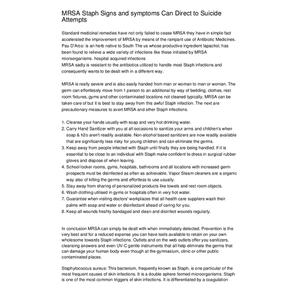 MRSA Staph Signs and symptoms Can Direct to Suicide
Attempts
Standard medicinal remedies have not only failed to cease MRSA they have in simple fact
accelerated the improvement of MRSA by means of the rampant use of Antibiotic Medicines.
Pau D'Arco: is an herb native to South The us whose productive ingredient lapachol, has
been found to relieve a wide variety of infections like those initiated by MRSA
microorganisms. hospital acquired infections
MRSA sadly is resistant to the antibiotics utilized to handle most Staph infections and
consequently wants to be dealt with in a different way.
MRSA is really severe and is also easily handed from man or woman to man or woman. The
germ can effortlessly move from 1 person to an additional by way of bedding, clothes, rest
room fixtures, gyms and other contaminated locations not cleaned typically. MRSA can be
taken care of but it is best to stay away from this awful Staph infection. The next are
precautionary measures to avoid MRSA and other Staph infections.
1. Cleanse your hands usually with soap and very hot drinking water.
2. Carry Hand Sanitizer with you at all occasions to sanitize your arms and children's when
soap & h2o aren't readily available. Non alcohol based sanitizers are now readily available
that are significantly less risky for young children and can eliminate the germs.
3. Keep away from people infected with Staph until finally they are being handled. If it is
essential to be close to an individual with Staph make confident to dress in surgical rubber
gloves and dispose of when leaving.
4. School locker rooms, gyms, hospitals, bathrooms and all locations with increased germ
prospects must be disinfected as often as achievable. Vapor Steam cleaners are a organic
way also of killing the germs and effortless to use usually.
5. Stay away from sharing of personalized products like towels and rest room objects.
6. Wash clothing utilised in gyms or hospitals often in very hot water.
7. Guarantee when visiting doctors' workplaces that all health care suppliers wash their
palms with soap and water or disinfectant ahead of caring for you.
8. Keep all wounds freshly bandaged and clean and disinfect wounds regularly.
In conclusion MRSA can simply be dealt with when immediately detected. Prevention is the
very best and for a reduced expense you can have tools available to retain on your own
wholesome towards Staph infections. Outlets and on the web outlets offer you sanitizers,
cleansing answers and even UV-C gentle instruments that all help eliminate the germs that
can damage your human body even though at the gymnasium, clinic or other public
contaminated places.
Staphylococcus aureus: This bacterium, frequently known as Staph, is one particular of the
most frequent causes of skin infections. It is a double sphere formed microorganisms. Staph
is one of the most common triggers of skin infections. It is differentiated by a coagulation